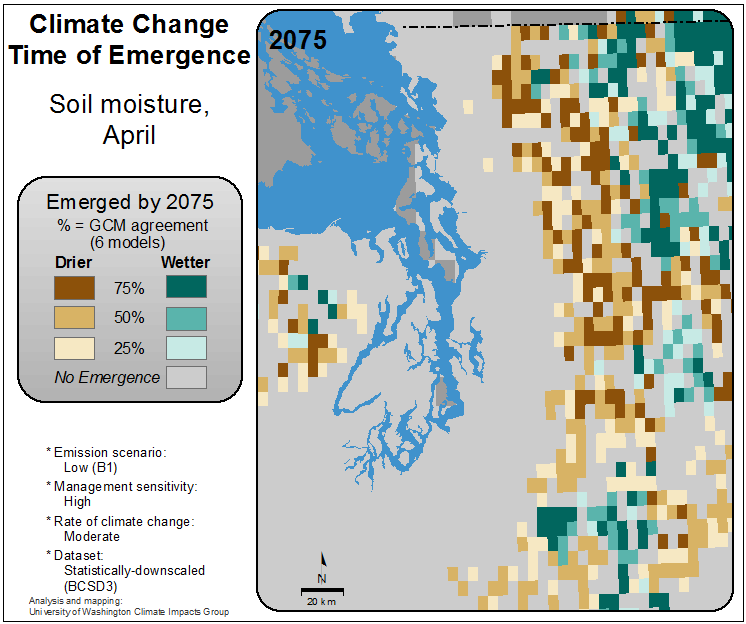 Climate Change
Time of Emergence
Soil moisture,
April
Emerged by 2075
% = GCM agreement
(6 models)
Drier Wetter
75%
50%
25%
No Emergence
* Emission scenario:
Low (B1)
* Management sensitivity:
High
* Rate of climate change:
Moderate
* Dataset:
Statistically-downscaled
(BCSD3)
Analysis and mapping:
University of Washington Climate Impacts Group
2075
N
20 km